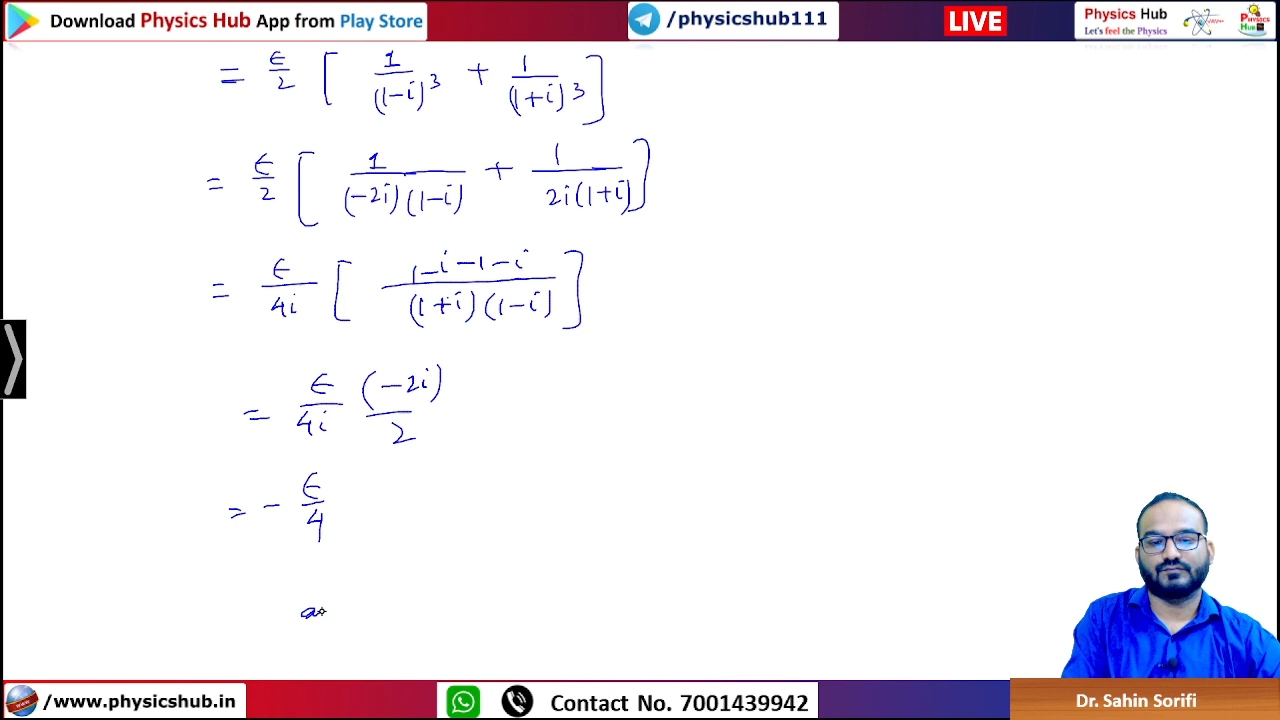 Download Physics Hub App from Play Store
/physicshub111
LIVE
Physics Hub
Let's feel the Physics
Physics
Hub
= ε/2 [ 1/(1-i)³ + 1/(1+i)³ ]
= ε/2 [ 1/(-2i)(1-i) + 1/2i(1+i) ]
= ε/4i [ 1-i-1-i/(1+i)(1-i) ]
= ε/4i (-2i)/2
= - ε/4
/www.physicshub.in
Contact No. 7001439942
Dr. Sahin Sorifi